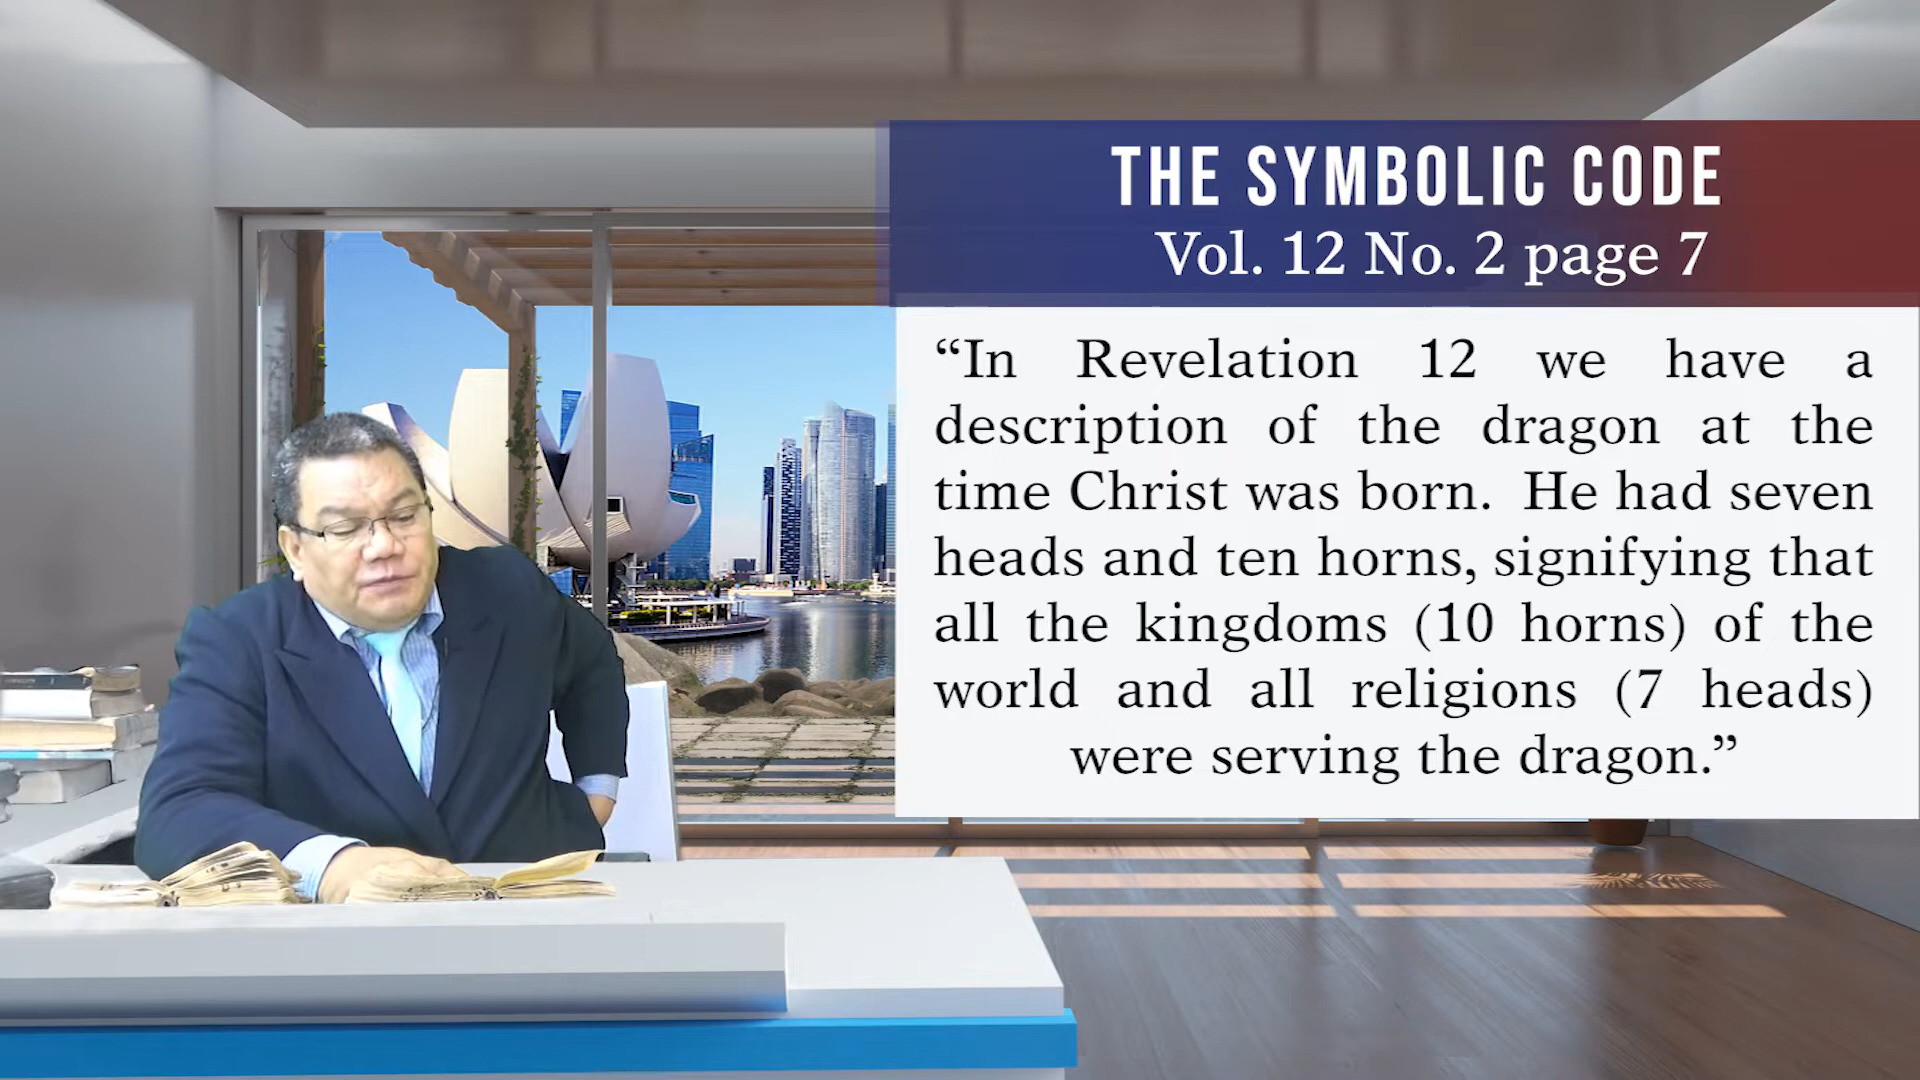 THE SYMBOLIC CODE
Vol. 12 No. 2 page 7
“In Revelation 12 we have a
description of the dragon at the
time Christ was born. He had seven
heads and ten horns, signifying that
all the kingdoms (10 horns) of the
world and all religions (7 heads)
were serving the dragon.”